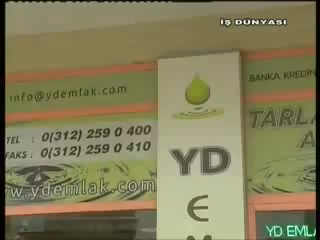 İŞ DÜNYASI
info@ydemlak.com
TEL : 0(312) 259 0 400
FAKS : 0(312) 259 0 410
www.ydemlak.com
YD
E
BANKA KREDİN
TARLA
A
YD EMLA